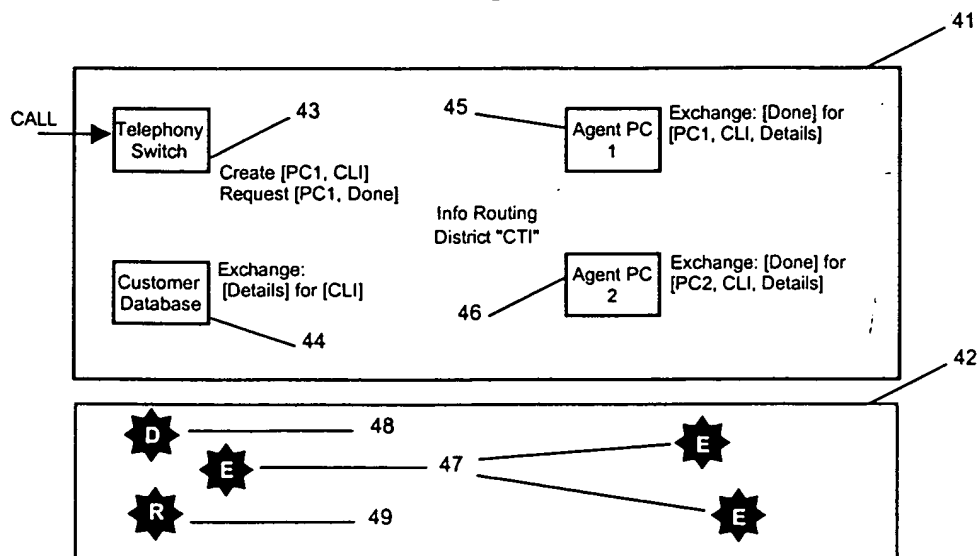 41
CALL
Telephony
Switch
43
Create [PC1, CLI]
Request [PC1, Done]
45
Agent PC
1
Exchange: [Done] for
[PC1, CLI, Details]
Info Routing
District "CTI"
Customer
Database
Exchange:
[Details] for [CLI]
44
46
Agent PC
2
Exchange: [Done] for
[PC2, CLI, Details]
42
D
48
E
47
E
R
49
E